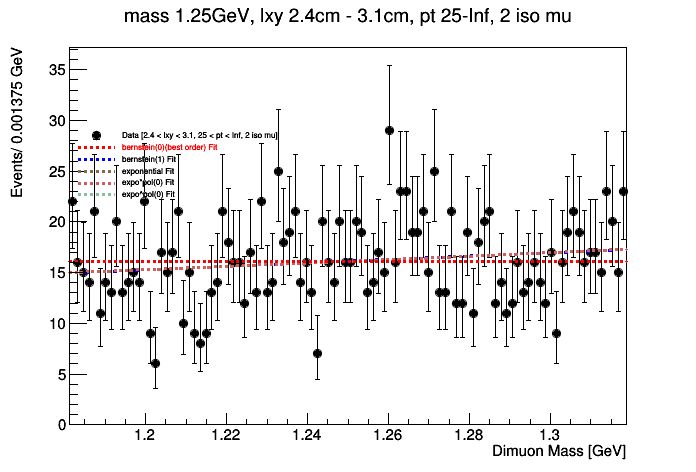 mass 1.25GeV, lxy 2.4cm - 3.1cm, pt 25-Inf, 2 iso mu
Events/ 0.001375 GeV
35
30
25
20
15
10
5
0
Data [2.4 < lxy < 3.1, 25 < pt < Inf, 2 iso mu]
bernstein(0)(best order) Fit
bernstein(1) Fit
exponential Fit
expo*pol(0) Fit
expo*pol(0) Fit
1.2
1.22
1.24
1.26
1.28
1.3
Dimuon Mass [GeV]